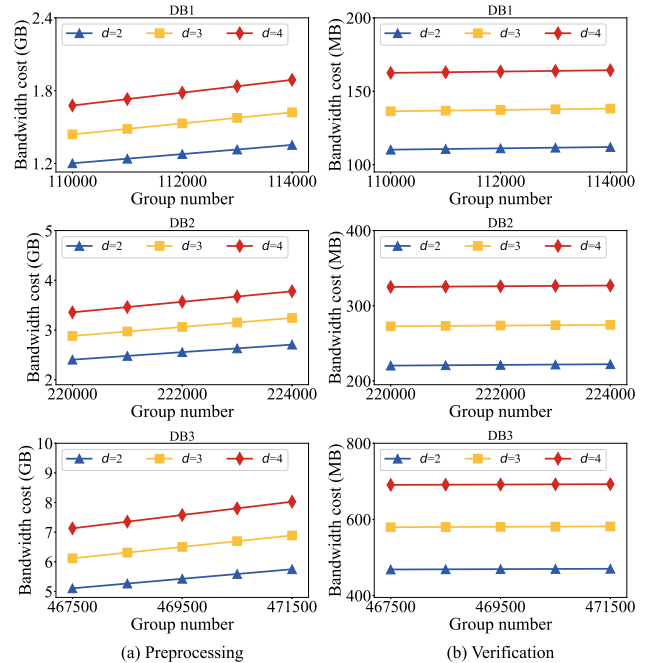 DB1
Bandwidth cost (GB)
2.4
1.8
1.2
d=2 d=3 d=4
110000 112000 114000
Group number
DB1
Bandwidth cost (MB)
200
150
100
d=2 d=3 d=4
110000 112000 114000
Group number
DB2
Bandwidth cost (GB)
5
4
3
2
d=2 d=3 d=4
220000 222000 224000
Group number
DB2
Bandwidth cost (MB)
400
300
200
d=2 d=3 d=4
220000 222000 224000
Group number
DB3
Bandwidth cost (GB)
10
9
8
7
6
5
d=2 d=3 d=4
467500 469500 471500
Group number
DB3
Bandwidth cost (MB)
800
600
400
d=2 d=3 d=4
467500 469500 471500
Group number
(a) Preprocessing
(b) Verification